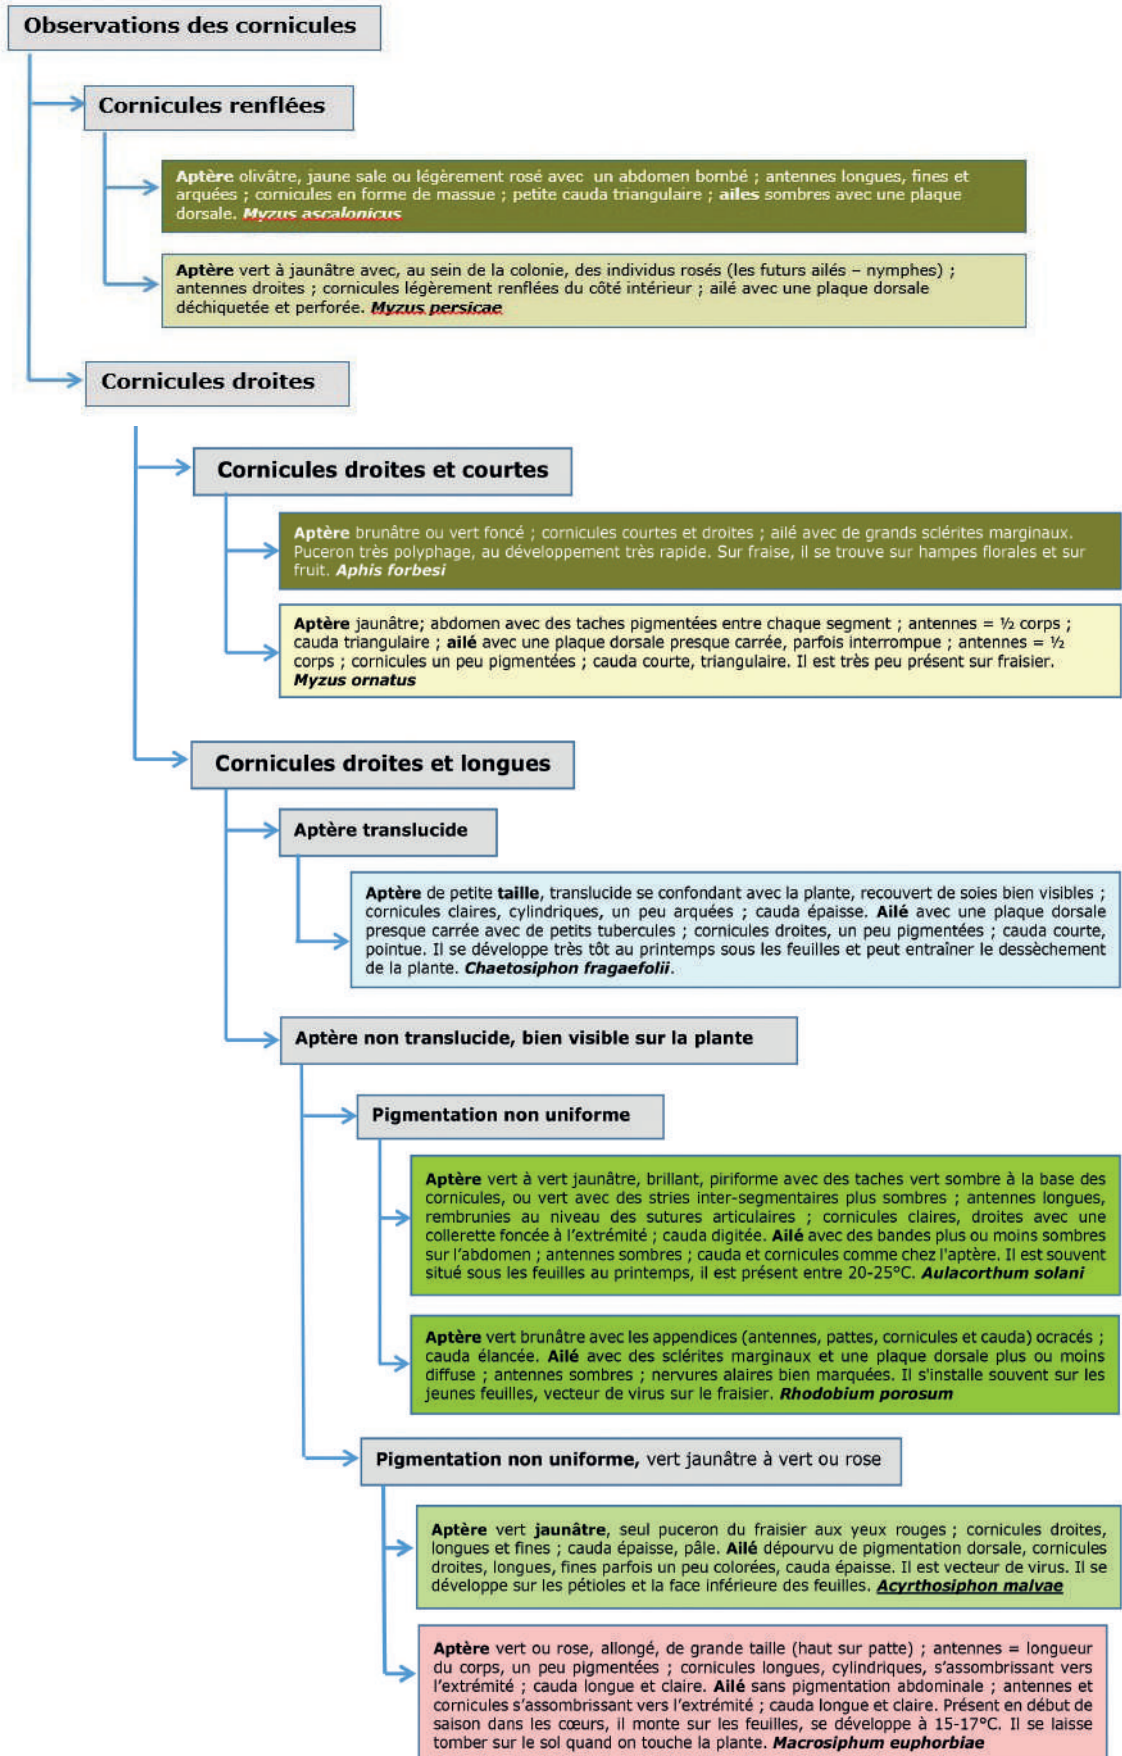 Observations des cornicules
Cornicules renflées
Aptère olivâtre, jaune sale ou légèrement rosé avec un abdomen bombé ; antennes longues, fines et
arquées ; cornicules en forme de massue ; petite cauda triangulaire ; ailes sombres avec une plaque
dorsale. Myzus ascalonicus
Aptère vert à jaunâtre avec, au sein de la colonie, des individus rosés (les futurs ailés – nymphes) ;
antennes droites ; cornicules légèrement renflées du côté intérieur ; ailé avec une plaque dorsale
déchiquetée et perforée. Myzus persicae
Cornicules droites
Cornicules droites et courtes
Aptère brunâtre ou vert foncé ; cornicules courtes et droites ; ailé avec de grands sclérites marginaux.
Puceron très polyphage, au développement très rapide. Sur fraise, il se trouve sur hampes florales et sur
fruit. Aphis forbesi
Aptère jaunâtre; abdomen avec des taches pigmentées entre chaque segment ; antennes = ½ corps ;
cauda triangulaire ; ailé avec une plaque dorsale presque carrée, parfois interrompue ; antennes = ½
corps ; cornicules un peu pigmentées ; cauda courte, triangulaire. Il est très peu présent sur fraisier.
Myzus ornatus
Cornicules droites et longues
Aptère translucide
Aptère de petite taille, translucide se confondant avec la plante, recouvert de soies bien visibles ;
cornicules claires, cylindriques, un peu arquées ; cauda épaisse. Ailé avec une plaque dorsale
presque carrée avec de petits tubercules ; cornicules droites, un peu pigmentées ; cauda courte,
pointue. Il se développe très tôt au printemps sous les feuilles et peut entraîner le dessèchement
de la plante. Chaetosiphon fragaefolii.
Aptère non translucide, bien visible sur la plante
Pigmentation non uniforme
Aptère vert à vert jaunâtre, brillant, piriforme avec des taches vert sombre à la base des
cornicules, ou vert avec des stries inter-segmentaires plus sombres ; antennes longues,
rembrunies au niveau des sutures articulaires ; cornicules claires, droites avec une
collerette foncée à l'extrémité ; cauda digitée. Ailé avec des bandes plus ou moins sombres
sur l'abdomen ; antennes sombres ; cauda et cornicules comme chez l'aptère. Il est souvent
situé sous les feuilles au printemps, il est présent entre 20-25°C. Aulacorthum solani
Aptère vert brunâtre avec les appendices (antennes, pattes, cornicules et cauda) ocracés ;
cauda élancée. Ailé avec des sclérites marginaux et une plaque dorsale plus ou moins
diffuse ; antennes sombres ; nervures alaires bien marquées. Il s'installe souvent sur les
jeunes feuilles, vecteur de virus sur le fraisier. Rhodobium porosum
Pigmentation non uniforme, vert jaunâtre à vert ou rose
Aptère vert jaunâtre, seul puceron du fraisier aux yeux rouges ; cornicules droites,
longues et fines ; cauda épaisse, pâle. Ailé dépourvu de pigmentation dorsale, cornicules
droites, longues, fines parfois un peu colorées, cauda épaisse. Il est vecteur de virus. Il se
développe sur les pétioles et la face inférieure des feuilles. Acyrthosiphon malvae
Aptère vert ou rose, allongé, de grande taille (haut sur patte) ; antennes = longueur
du corps, un peu pigmentées ; cornicules longues, cylindriques, s'assombrissant vers
l'extrémité ; cauda longue et claire. Ailé sans pigmentation abdominale ; antennes et
cornicules s'assombrissant vers l'extrémité ; cauda longue et claire. Présent en début de
saison dans les cœurs, il monte sur les feuilles, se développe à 15-17°C. Il se laisse
tomber sur le sol quand on touche la plante. Macrosiphum euphorbiae